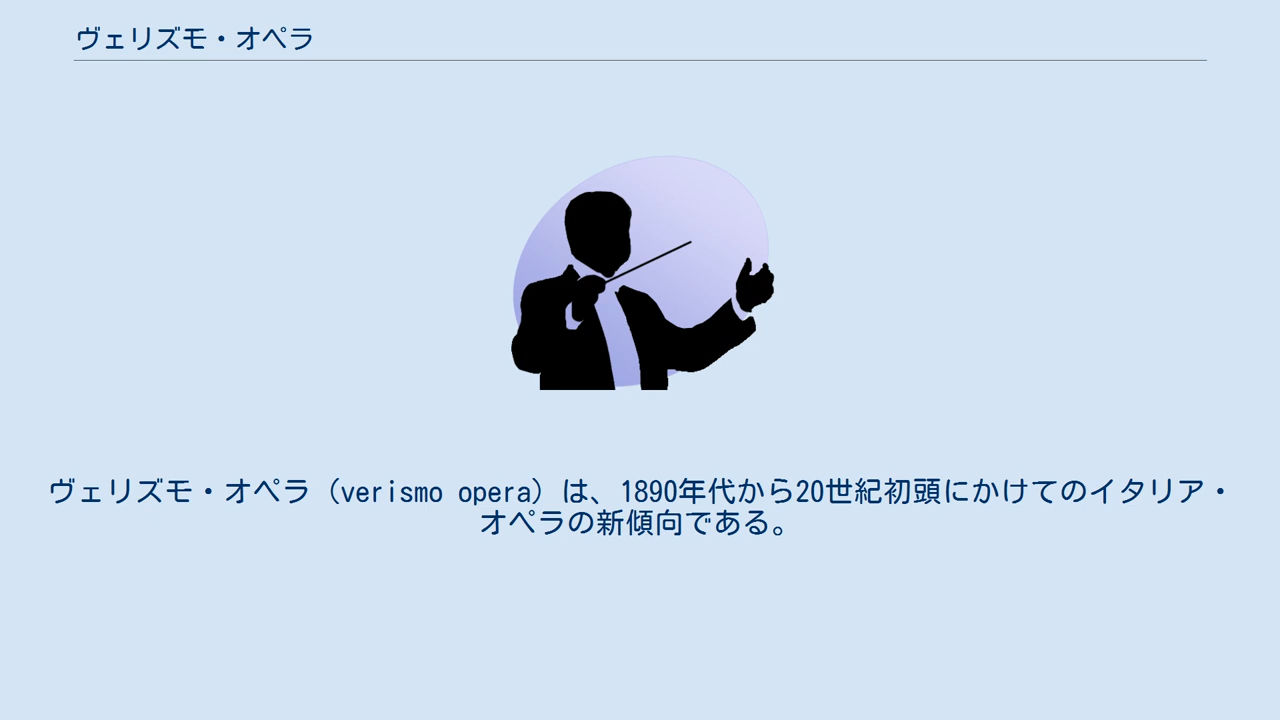 ヴェリズモ・オペラ
ヴェリズモ・オペラ（verismo opera）は、1890年代から20世紀初頭にかけてのイタリア・
オペラの新傾向である。